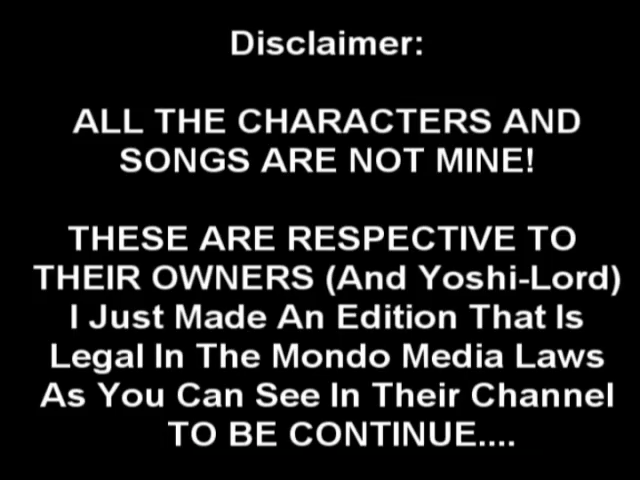 Disclaimer:
ALL THE CHARACTERS AND
SONGS ARE NOT MINE!
THESE ARE RESPECTIVE TO
THEIR OWNERS (And Yoshi-Lord)
I Just Made An Edition That Is
Legal In The Mondo Media Laws
As You Can See In Their Channel
TO BE CONTINUE....